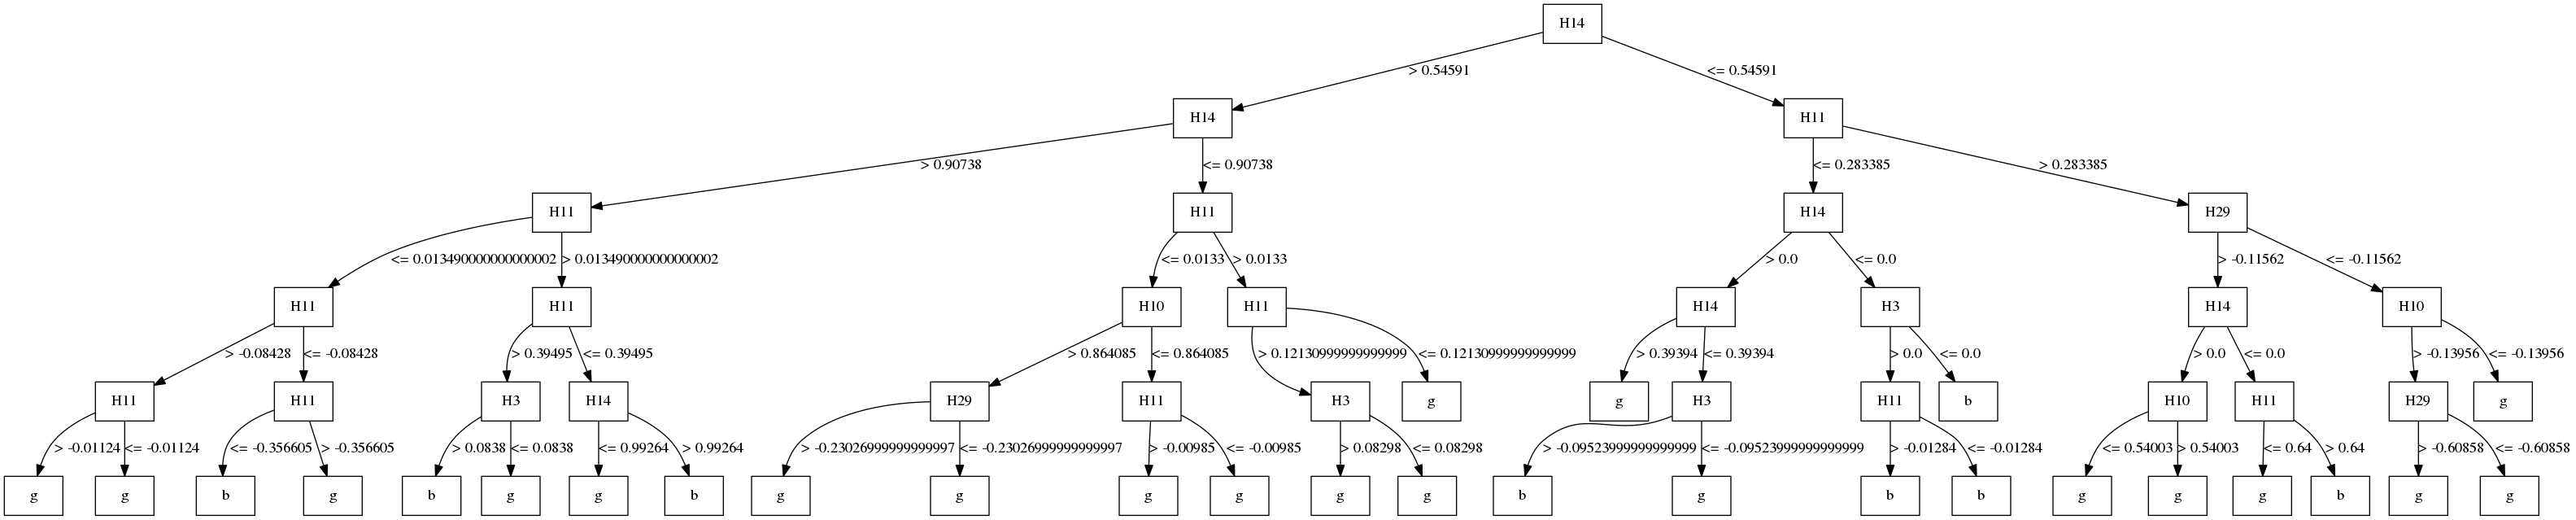 H14
> 0.54591 <= 0.54591
H14 H11
> 0.90738 <= 0.90738 <= 0.283385 > 0.283385
H11 H11 H14 H29
<= 0.013490000000000002 > 0.013490000000000002 <= 0.0133 > 0.0133 > 0.0 <= 0.0 > -0.11562 <= -0.11562
H11 H11 H10 H11 H14 H3 H14 H10
> -0.08428 <= -0.08428 > 0.39495 <= 0.39495 > 0.864085 <= 0.864085 > 0.12130999999999999 <= 0.12130999999999999 > 0.39394 <= 0.39394 > 0.0 <= 0.0 > 0.0 <= 0.0 > -0.13956 <= -0.13956
H11 H11 H3 H14 H29 H11 H3 g g H3 H11 b H10 H11 H29 g
> -0.01124 <= -0.01124 <= -0.356605 > -0.356605 > 0.0838 <= 0.0838 <= 0.99264 > 0.99264 > -0.23026999999999997 <= -0.23026999999999997 > -0.00985 <= -0.00985 > 0.08298 <= 0.08298 > -0.09523999999999999 <= -0.09523999999999999 > -0.01284 <= -0.01284 <= 0.54003 > 0.54003 <= 0.64 > 0.64 > -0.60858 <= -0.60858
g g b g b g g b g g g g g g b g b b g g g b g g